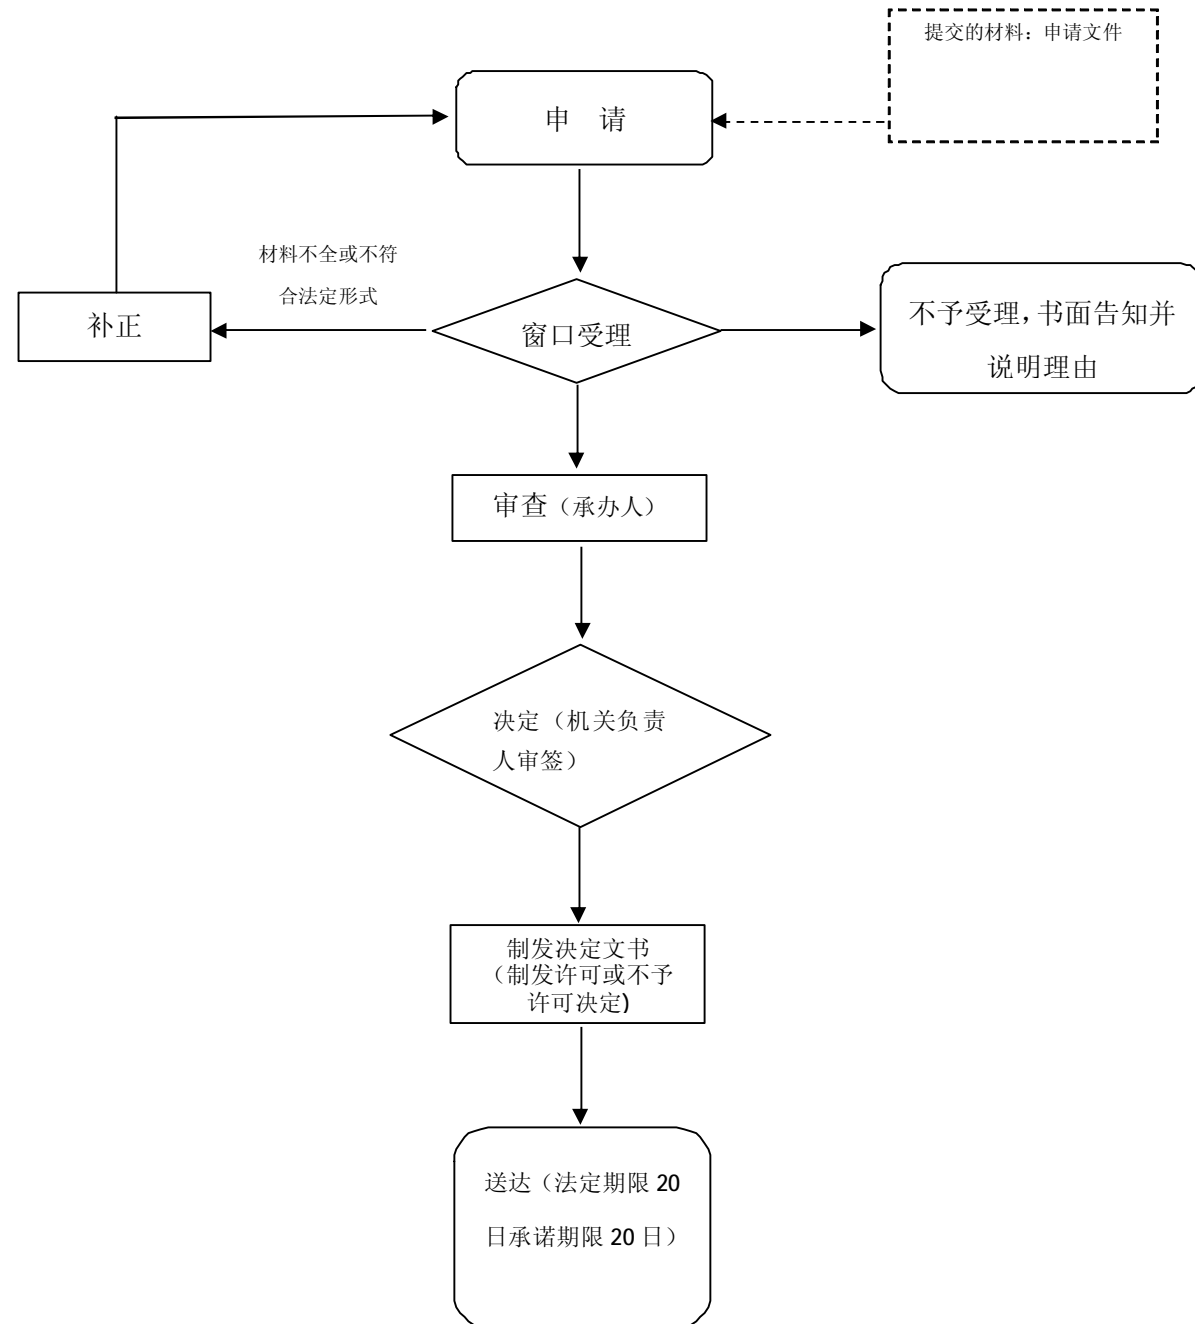 提交的材料：申请文件
申 请
材料不全或不符
合法定形式
补正
窗口受理
不予受理，书面告知并
说明理由
审查（承办人）
决定（机关负责
人审签）
制发决定文书
（制发许可或不予
许可决定)
送达（法定期限 20
日承诺期限 20 日）